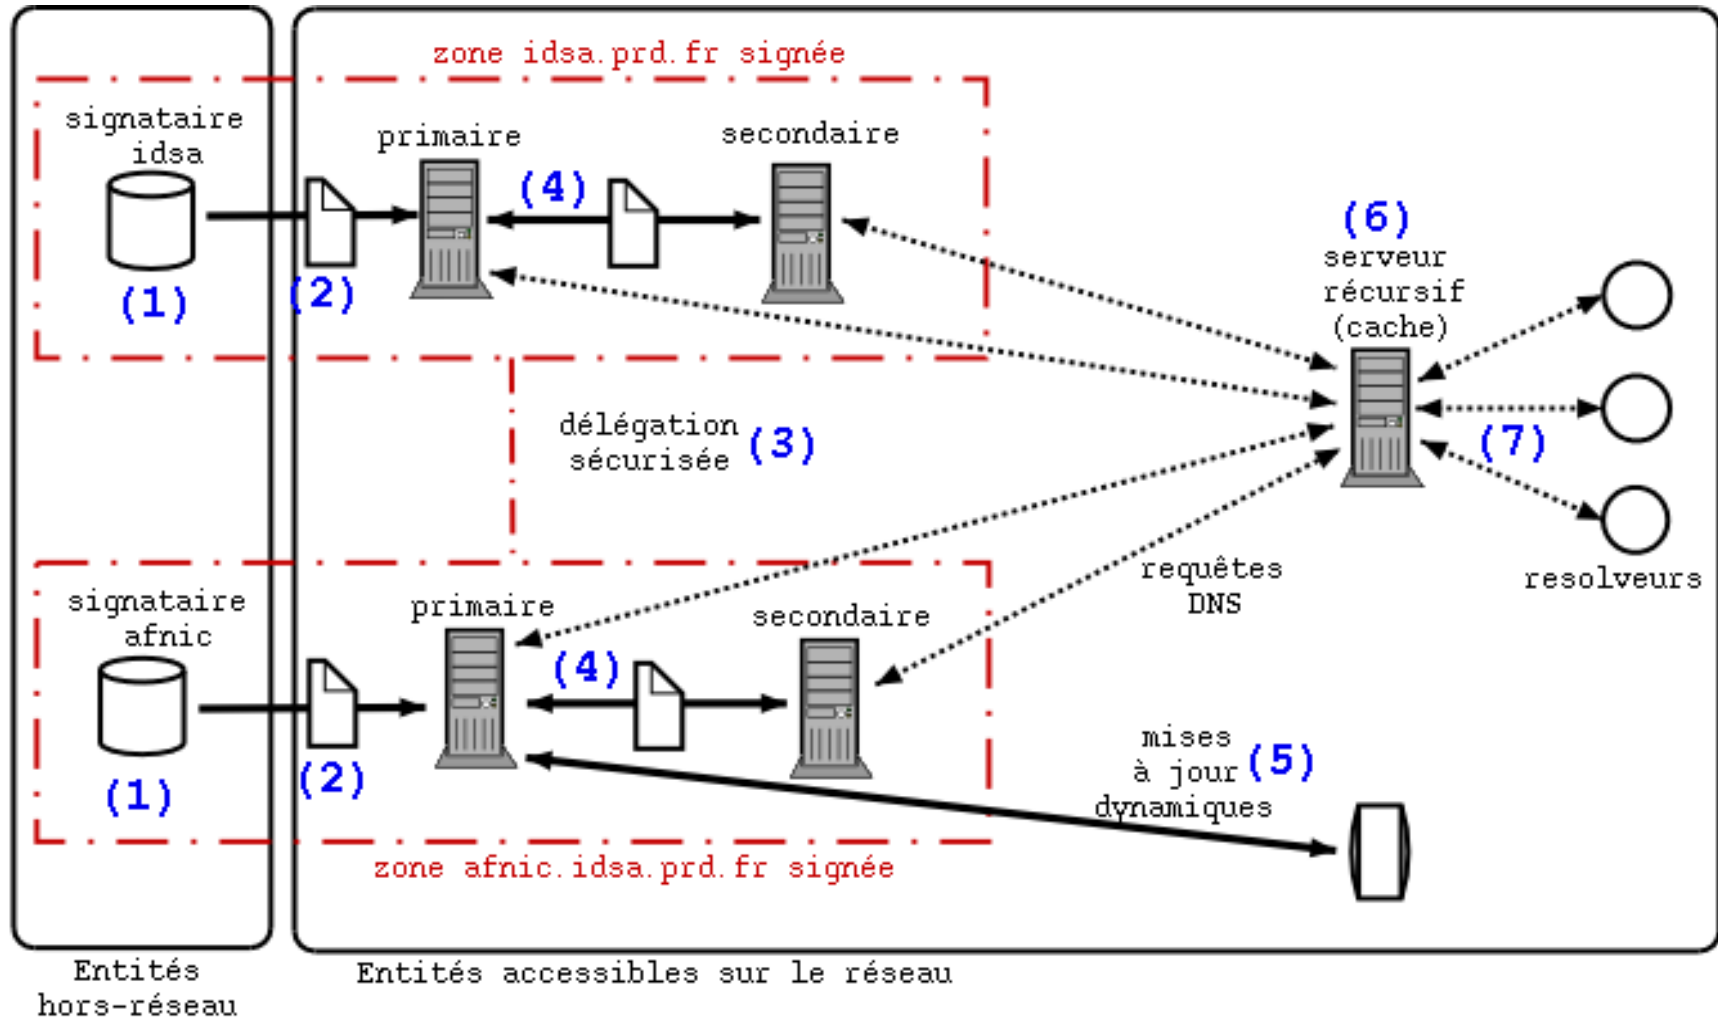 zone idsa.prd.fr signée
signataire
idsa
primaire
secondaire
(4)
(1)
(2)
(6)
serveur
récursif
(cache)
délégation
sécurisée
(3)
(7)
requêtes
DNS
resolveurs
signataire
afnic
primaire
secondaire
(4)
(1)
(2)
mises
à jour
dynamiques
(5)
zone afnic.idsa.prd.fr signée
Entités
hors-réseau
Entités accessibles sur le réseau